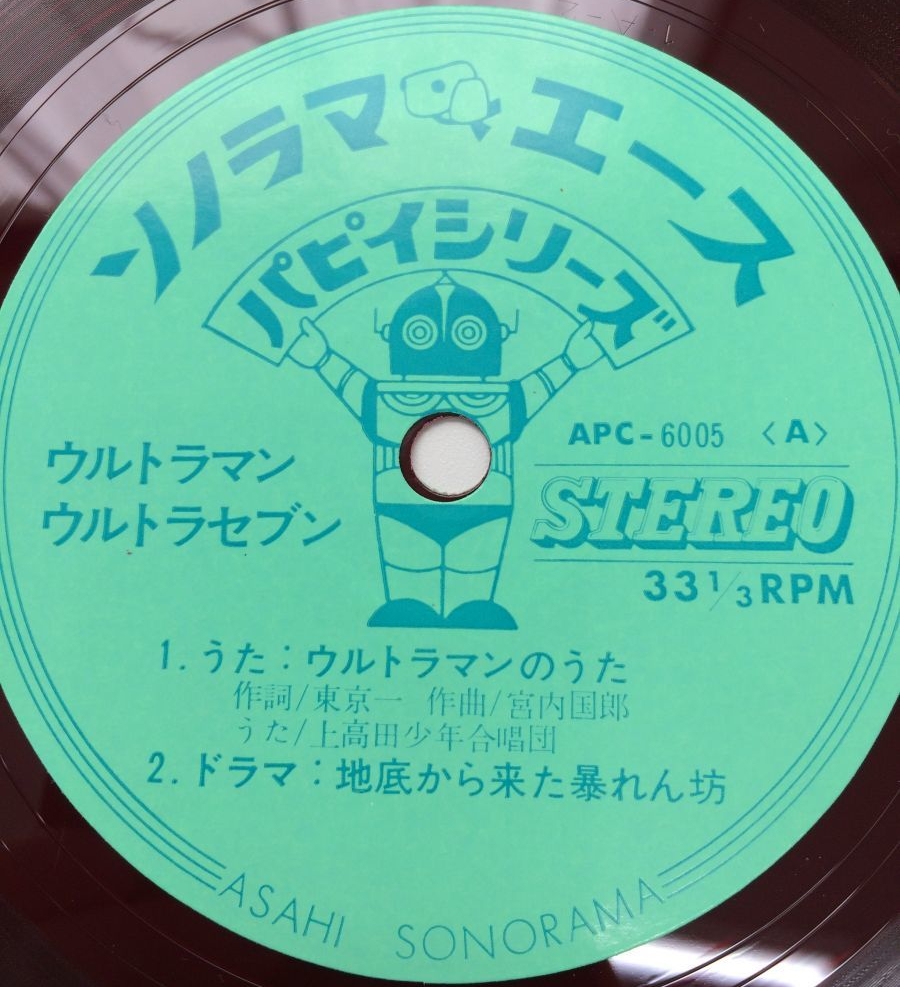 ソノラマ エース
パピイシリーズ
APC-6005 〈A〉
ウルトラマン
ウルトラセブン
STEREO
33 1/3 RPM
1. うた：ウルトラマンのうた
作詞/東京一 作曲/宮内国郎
うた/上高田少年合唱団
2. ドラマ：地底から来た暴れん坊
ASAHI SONORAMA